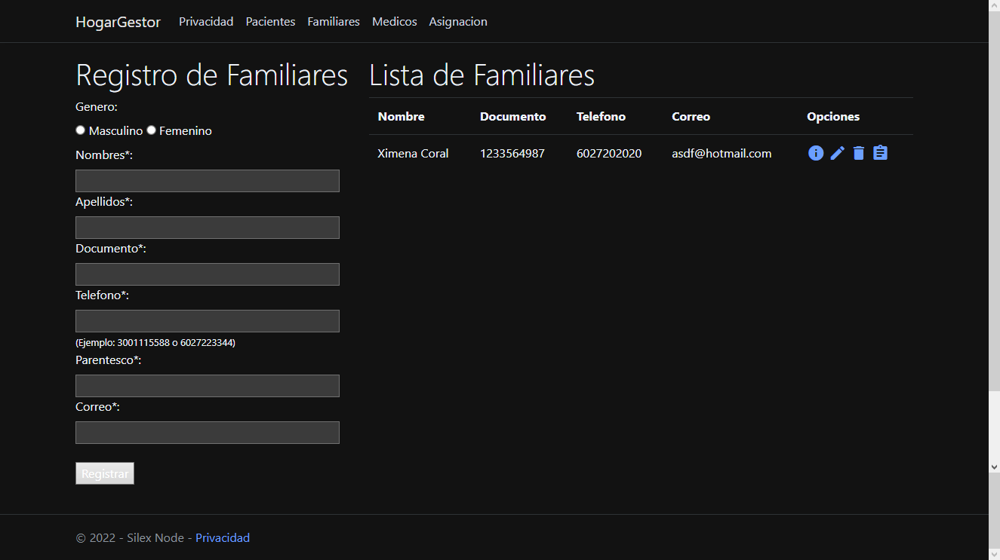 HogarGestor Privacidad Pacientes Familiares Medicos Asignacion
Registro de Familiares
Genero:
Masculino Femenino
Nombres*:
Apellidos*:
Documento*:
Telefono*:
(Ejemplo: 3001115588 o 6027223344)
Parentesco*:
Correo*:
Registrar
Lista de Familiares
Nombre Documento Telefono Correo Opciones
Ximena Coral 1233564987 6027202020 asdf@hotmail.com
© 2022 - Silex Node - Privacidad